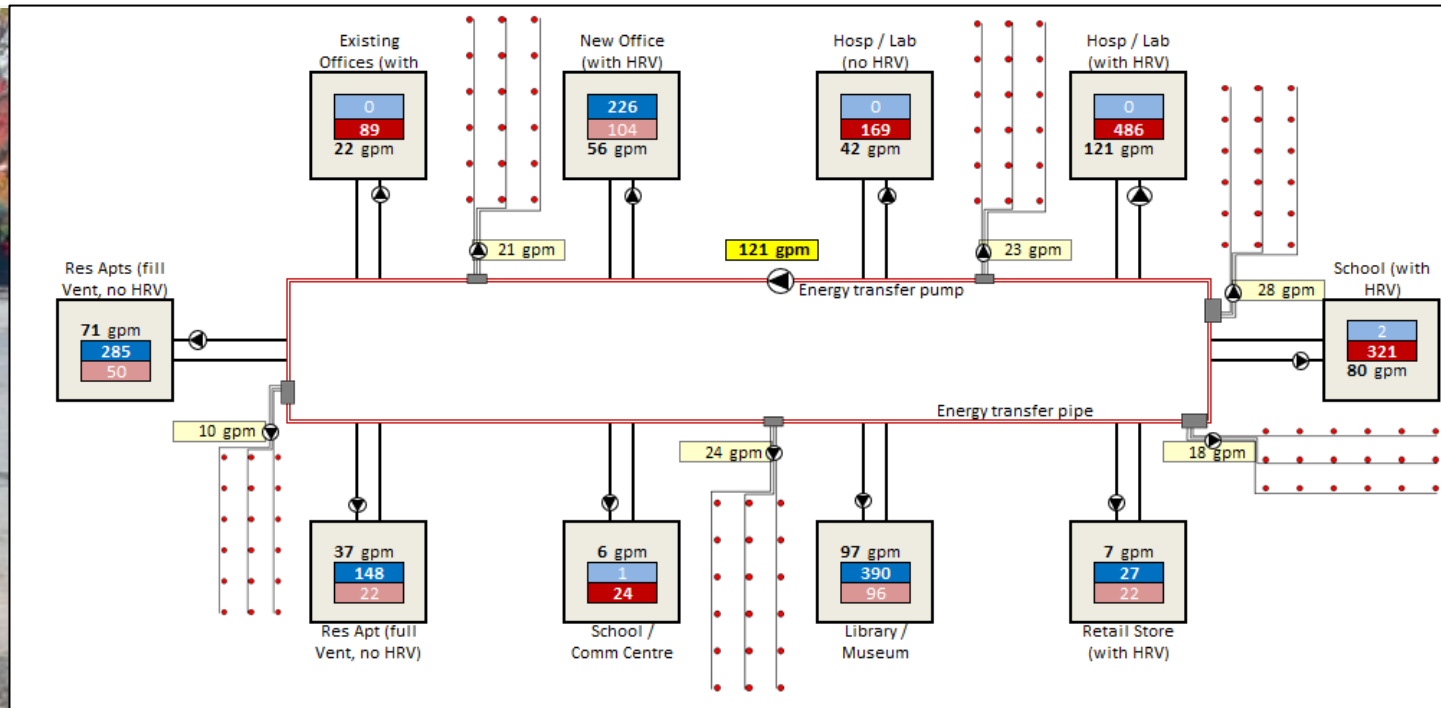 Existing
Offices (with
0
89
22 gpm
New Office
(with HRV)
226
104
56 gpm
Hosp / Lab
(no HRV)
0
169
42 gpm
Hosp / Lab
(with HRV)
0
486
121 gpm
21 gpm
121 gpm
23 gpm
Energy transfer pump
28 gpm
Res Apts (fill
Vent, no HRV)
71 gpm
285
50
School (with
HRV)
2
321
80 gpm
10 gpm
Energy transfer pipe
24 gpm
18 gpm
37 gpm
148
22
Res Apt (full
Vent, no HRV)
6 gpm
1
24
School /
Comm Centre
97 gpm
390
96
Library /
Museum
7 gpm
27
22
Retail Store
(with HRV)